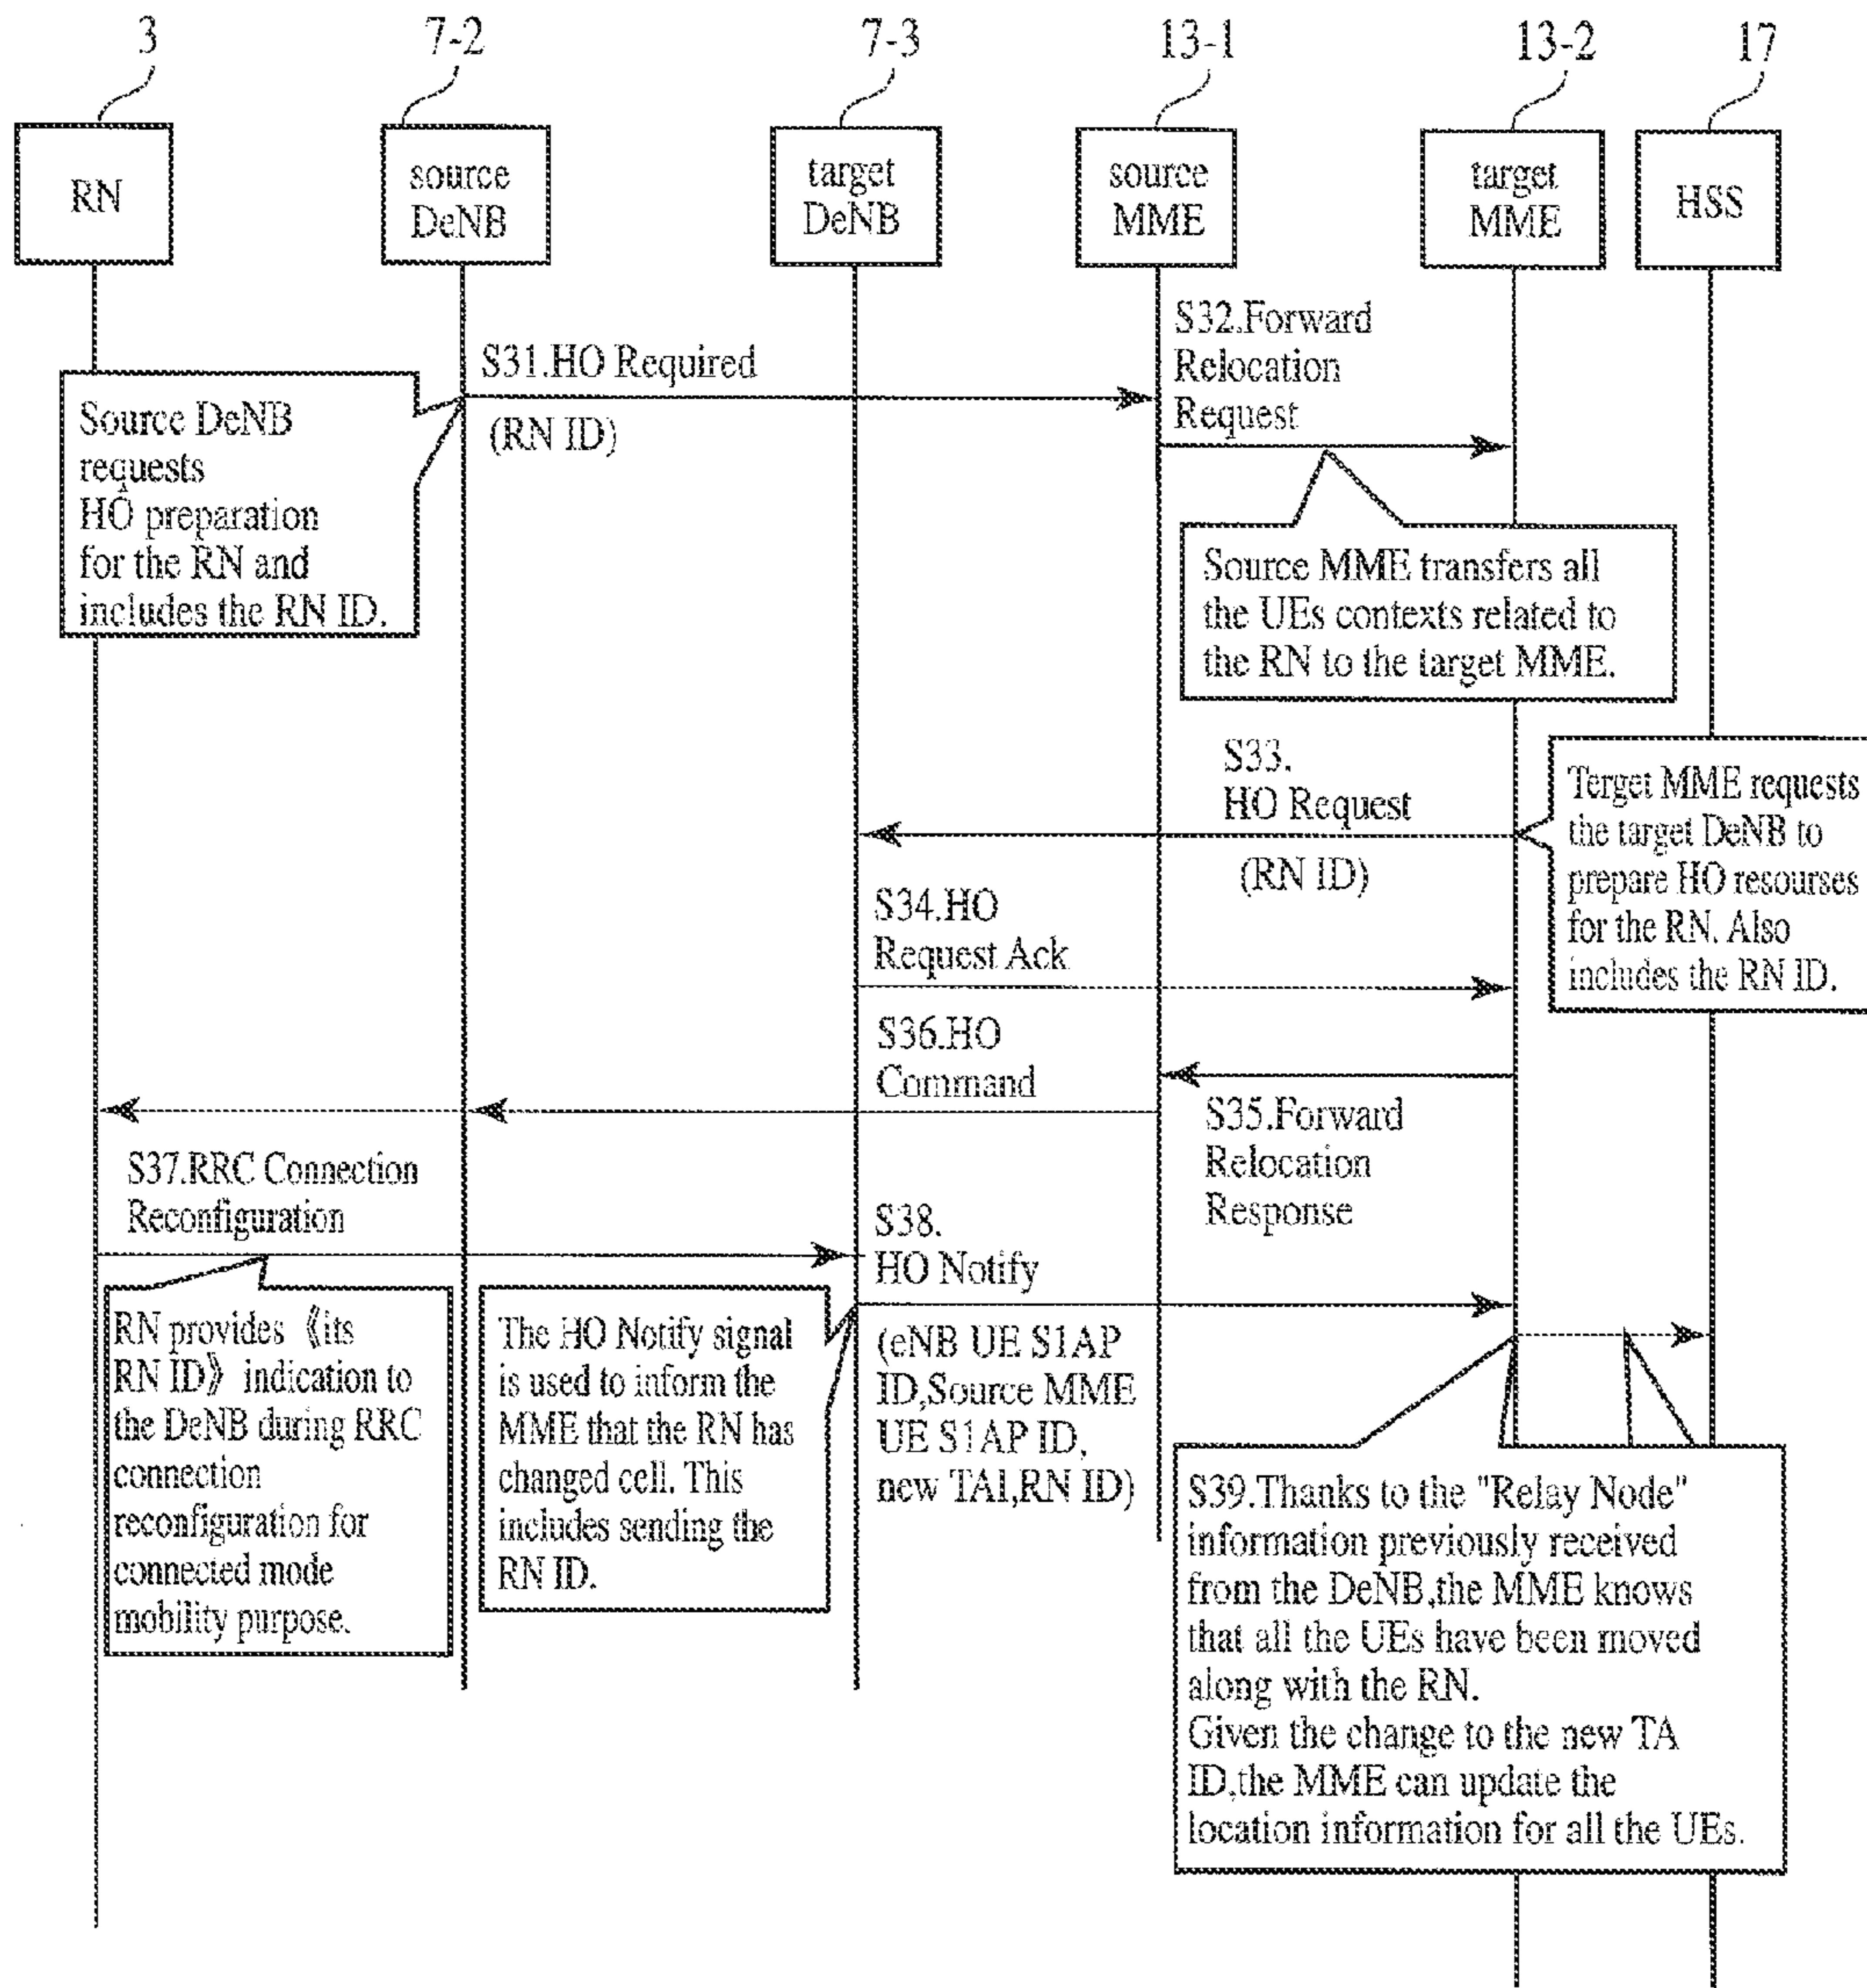 3
7-2
7-3
13-1
13-2
17
RN
source
DeNB
target
DeNB
source
MME
target
MME
HSS
S31.HO Required
(RN ID)
S32.Forward
Relocation
Request
Source DeNB
requests
HO preparation
for the RN and
includes the RN ID.
Source MME transfers all
the UEs contexts related to
the RN to the target MME.
S33.
HO Request
(RN ID)
Terget MME requests
the target DeNB to
prepare HO resourses
for the RN. Also
includes the RN ID.
S34.HO
Request Ack
S36.HO
Command
S35.Forward
Relocation
Response
S37.RRC Connection
Reconfiguration
S38.
HO Notify
(eNB UE S1AP
ID,Source MME
UE S1AP ID,
new TAI,RN ID)
RN provides 《its
RN ID》 indication to
the DeNB during RRC
connection
reconfiguration for
connected mode
mobility purpose.
The HO Notify signal
is used to inform the
MME that the RN has
changed cell. This
includes sending the
RN ID.
S39.Thanks to the "Relay Node"
information previously received
from the DeNB,the MME knows
that all the UEs have been moved
along with the RN.
Given the change to the new TA
ID,the MME can update the
location information for all the UEs.